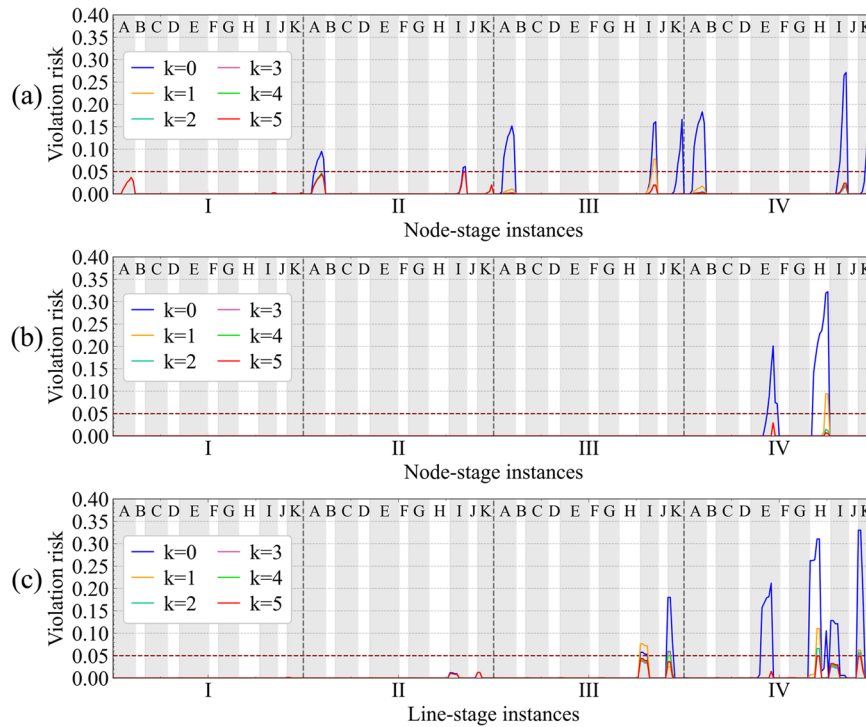 (a)
Violation risk
0.40
0.35
0.30
0.25
0.20
0.15
0.10
0.05
0.00
A B C D E F G H I J K A B C D E F G H I J K A B C D E F G H I J K A B C D E F G H I J K
k=0 k=3
k=1 k=4
k=2 k=5
I II III IV
Node-stage instances
(b)
Violation risk
0.40
0.35
0.30
0.25
0.20
0.15
0.10
0.05
0.00
A B C D E F G H I J K A B C D E F G H I J K A B C D E F G H I J K A B C D E F G H I J K
k=0 k=3
k=1 k=4
k=2 k=5
I II III IV
Node-stage instances
(c)
Violation risk
0.40
0.35
0.30
0.25
0.20
0.15
0.10
0.05
0.00
A B C D E F G H I J K A B C D E F G H I J K A B C D E F G H I J K A B C D E F G H I J K
k=0 k=3
k=1 k=4
k=2 k=5
I II III IV
Line-stage instances